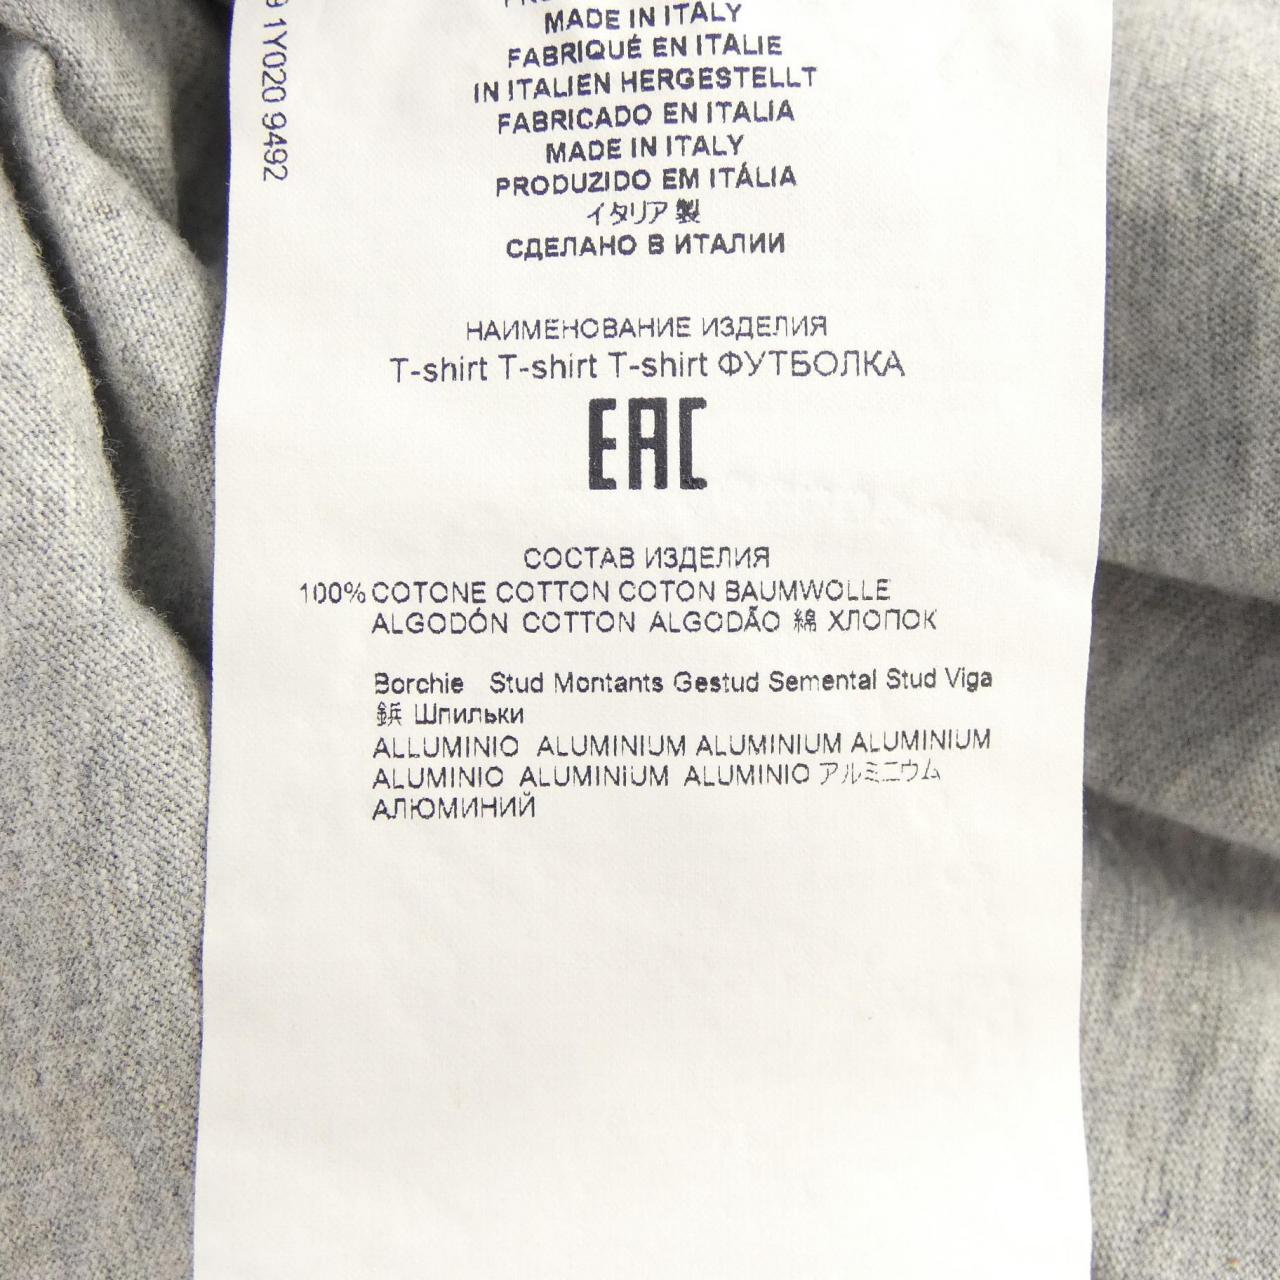 MADE IN ITALY
FABRIQUÉ EN ITALIE
IN ITALIEN HERGESTELLT
FABRICADO EN ITALIA
MADE IN ITALY
PRODUZIDO EM ITÁLIA
イタリア製
СДЕЛАНО В ИТАЛИИ
1Y020 9492
НАИМЕНОВАНИЕ ИЗДЕЛИЯ
T-shirt T-shirt T-shirt ФУТБОЛКА
EAC
СОСТАВ ИЗДЕЛИЯ
100% COTONE COTTON COTON BAUMWOLLE
ALGODÓN COTTON ALGODÃO 綿 ХЛОПОК
Borchie Stud Montants Gestud Semental Stud Viga
鋲 Шпильки
ALLUMINIO ALUMINIUM ALUMINIUM ALUMINIUM
ALUMINIO ALUMINIUM ALUMINIO アルミニウム
АЛЮМИНИЙ